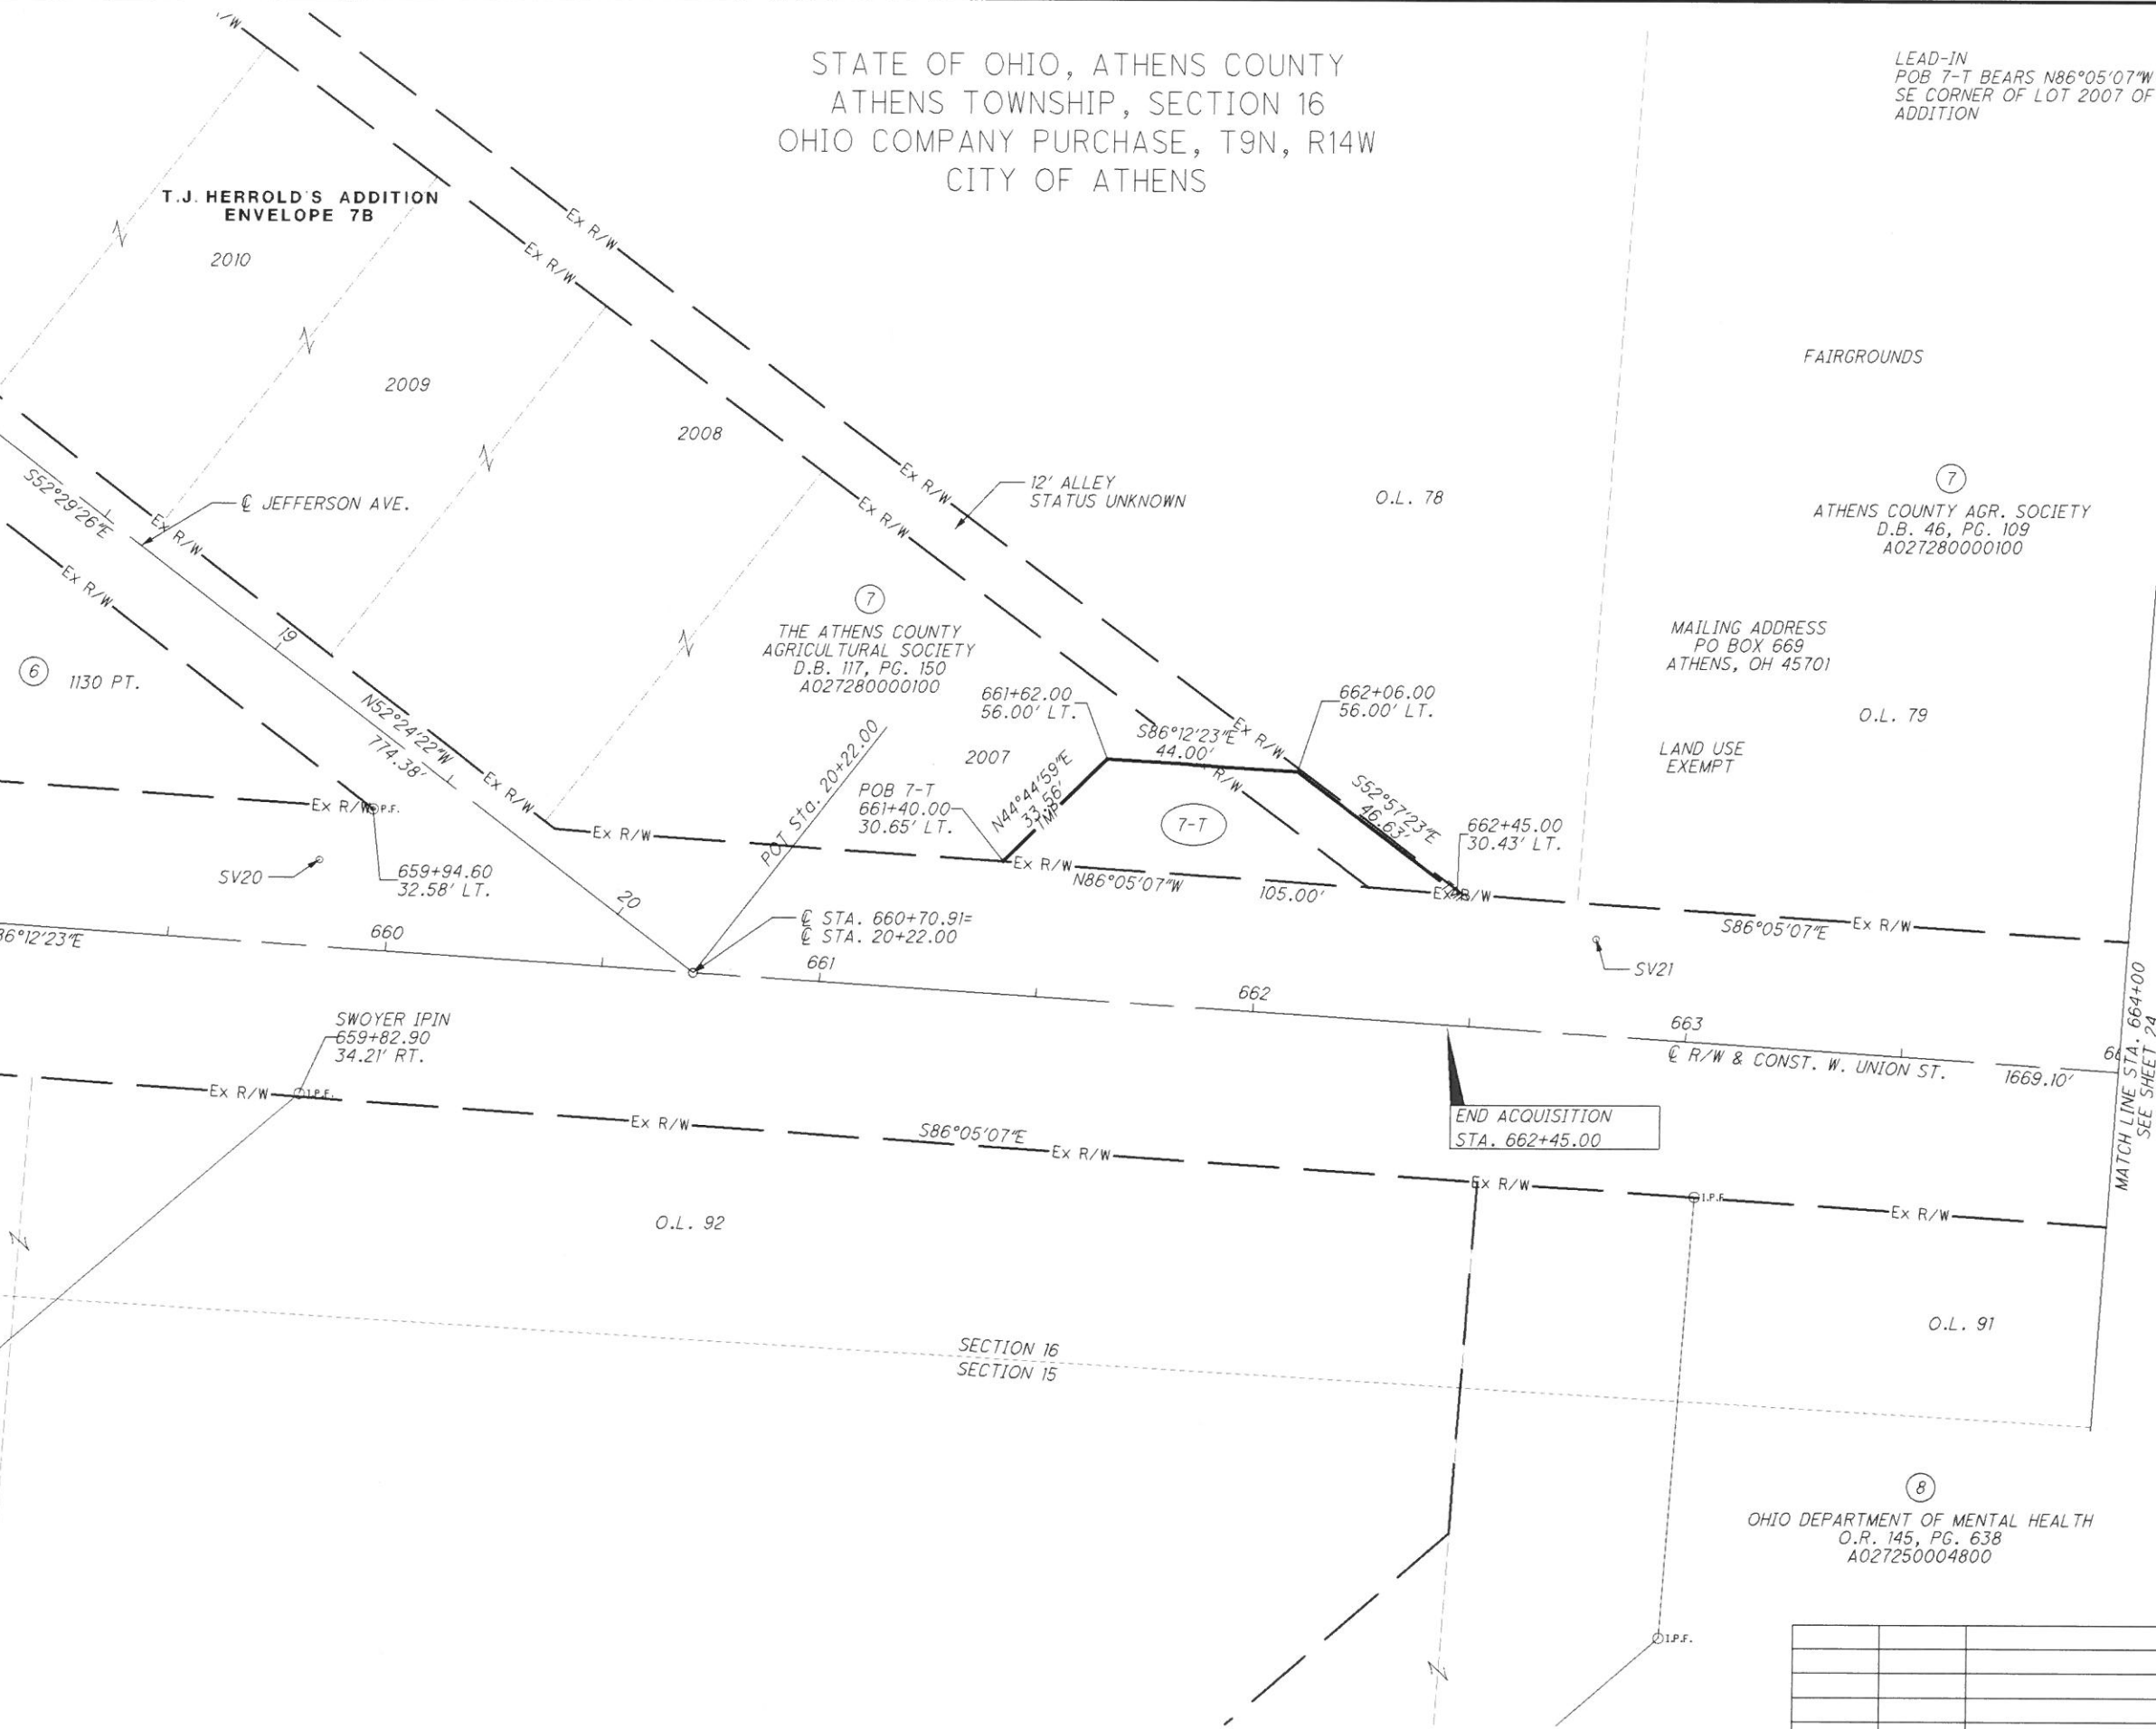 STATE OF OHIO, ATHENS COUNTY
ATHENS TOWNSHIP, SECTION 16
OHIO COMPANY PURCHASE, T9N, R14W
CITY OF ATHENS
LEAD-IN
POB 7-T BEARS N86°05'07"W
SE CORNER OF LOT 2007 OF
ADDITION
T.J. HERROLD'S ADDITION
ENVELOPE 7B
2010
2009
2008
Ex R/W
Ex R/W
FAIRGROUNDS
12' ALLEY
STATUS UNKNOWN
O.L. 78
Ex R/W
Ex R/W
7
ATHENS COUNTY AGR. SOCIETY
D.B. 46, PG. 109
A027280000100
S52°29'26"E
℄ JEFFERSON AVE.
Ex R/W
Ex R/W
7
THE ATHENS COUNTY
AGRICULTURAL SOCIETY
D.B. 117, PG. 150
A027280000100
MAILING ADDRESS
PO BOX 669
ATHENS, OH 45701
O.L. 79
LAND USE
EXEMPT
6
1130 PT.
19
N52°24'22"W
774.38'
Ex R/W
661+62.00
56.00' LT.
662+06.00
56.00' LT.
S86°12'23"E
44.00'
Ex R/W
R/W
2007
POT Sta. 20+22.00
POB 7-T
661+40.00
30.65' LT.
N44°44'59"E
33.56'
TMP
7-T
S52°57'23"E
46.63'
662+45.00
30.43' LT.
Ex R/W
P.F.
Ex R/W
Ex R/W
N86°05'07"W
105.00'
Ex R/W
S86°05'07"E
Ex R/W
SV20
659+94.60
32.58' LT.
20
℄ STA. 660+70.91=
℄ STA. 20+22.00
SV21
86°12'23"E
660
661
662
663
℄ R/W & CONST. W. UNION ST.
1669.10'
MATCH LINE STA. 664+00
SEE SHEET 24
SWOYER IPIN
659+82.90
34.21' RT.
Ex R/W
I.P.F.
Ex R/W
S86°05'07"E
Ex R/W
END ACQUISITION
STA. 662+45.00
Ex R/W
I.P.F.
Ex R/W
O.L. 92
O.L. 91
SECTION 16
SECTION 15
8
OHIO DEPARTMENT OF MENTAL HEALTH
O.R. 145, PG. 638
A027250004800
I.P.F.